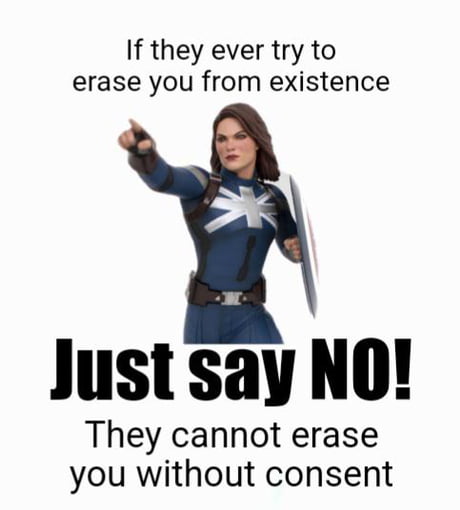 If they ever try to
erase you from existence
Just say NO!
They cannot erase
you without consent